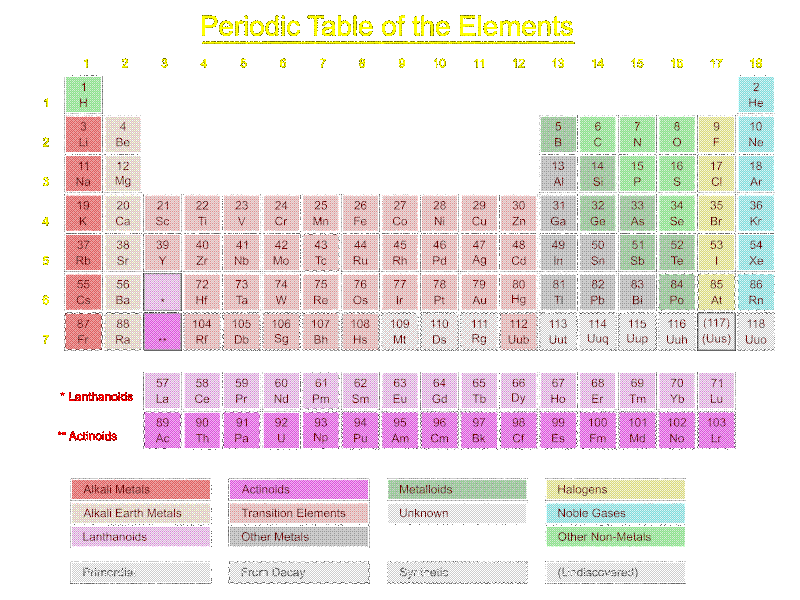 Periodic Table of the Elements
1 2 3 4 5 6 7 8 9 10 11 12 13 14 15 16 17 18
1 2
1 H He
3 4 5 6 7 8 9 10
2 Li Be B C N O F Ne
11 12 13 14 15 16 17 18
3 Na Mg Al Si P S Cl Ar
19 20 21 22 23 24 25 26 27 28 29 30 31 32 33 34 35 36
4 K Ca Sc Ti V Cr Mn Fe Co Ni Cu Zn Ga Ge As Se Br Kr
37 38 39 40 41 42 43 44 45 46 47 48 49 50 51 52 53 54
5 Rb Sr Y Zr Nb Mo Tc Ru Rh Pd Ag Cd In Sn Sb Te I Xe
55 56 72 73 74 75 76 77 78 79 80 81 82 83 84 85 86
6 Cs Ba * Hf Ta W Re Os Ir Pt Au Hg Tl Pb Bi Po At Rn
87 88 104 105 106 107 108 109 110 111 112 113 114 115 116 (117) 118
7 Fr Ra ** Rf Db Sg Bh Hs Mt Ds Rg Uub Uut Uuq Uup Uuh (Uus) Uuo
57 58 59 60 61 62 63 64 65 66 67 68 69 70 71
* Lanthanoids La Ce Pr Nd Pm Sm Eu Gd Tb Dy Ho Er Tm Yb Lu
89 90 91 92 93 94 95 96 97 98 99 100 101 102 103
** Actinoids Ac Th Pa U Np Pu Am Cm Bk Cf Es Fm Md No Lr
Alkali Metals Actinoids Metalloids Halogens
Alkali Earth Metals Transition Elements Unknown Noble Gases
Lanthanoids Other Metals Other Non-Metals
Primordial From Decay Synthetic (Undiscovered)